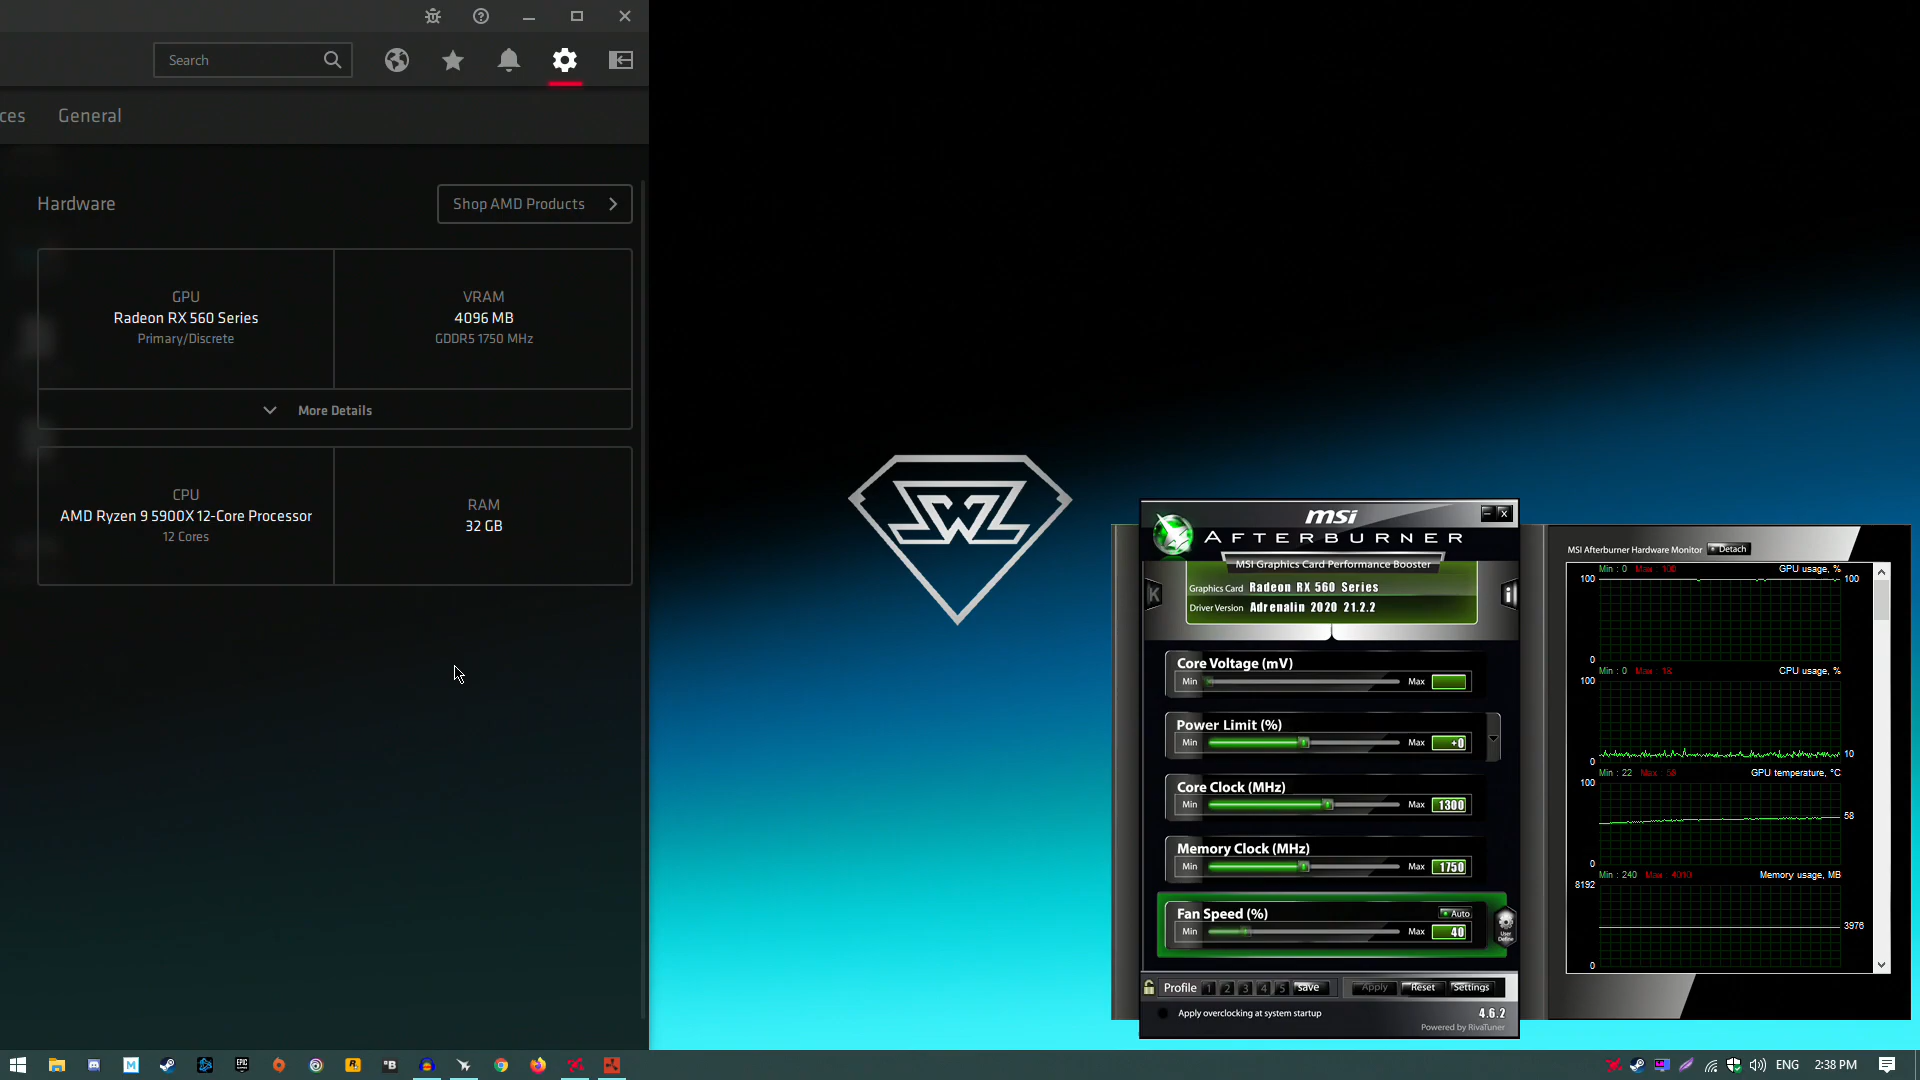 Search
ces
General
Hardware
Shop AMD Products
GPU
Radeon RX 560 Series
Primary/Discrete
VRAM
4096 MB
GDDR5 1750 MHz
More Details
CPU
AMD Ryzen 9 5900X 12-Core Processor
12 Cores
RAM
32 GB
msi
AFTERBURNER
MSI Graphics Card Performance Booster
K
i
Graphics Card Radeon RX 560 Series
Driver Version Adrenalin 2020 21.2.2
Core Voltage (mV)
Min Max
Power Limit (%)
Min Max +0
Core Clock (MHz)
Min Max 1300
Memory Clock (MHz)
Min Max 1750
Fan Speed (%) Auto
Min Max 40
User Define
Profile 1 2 3 4 5 save Apply Reset Settings
Apply overclocking at system startup 4.6.2
Powered by RivaTuner
MSI Afterburner Hardware Monitor Detach
Min : 0 Max : 100 GPU usage, %
100 100
0
Min : 0 CPU usage, %
100
10
0
Min : 22 Max : 58 GPU temperature, °C
100
58
0
Min : 240 Max : 4010 Memory usage, MB
8192
3976
0
ENG
2:38 PM